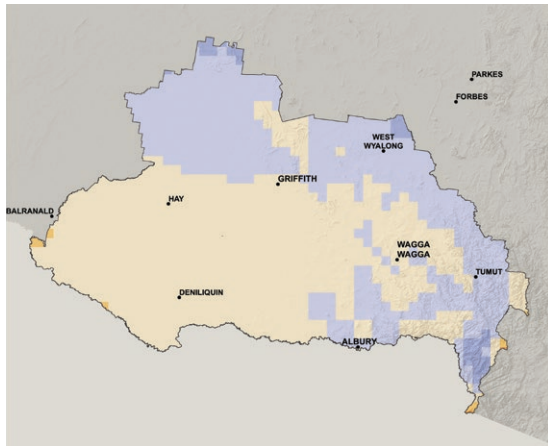 PARKES
FORBES
WEST
WYALONG
GRIFFITH
HAY
BALRANALD
WAGGA
WAGGA
TUMUT
DENILIQUIN
ALBURY